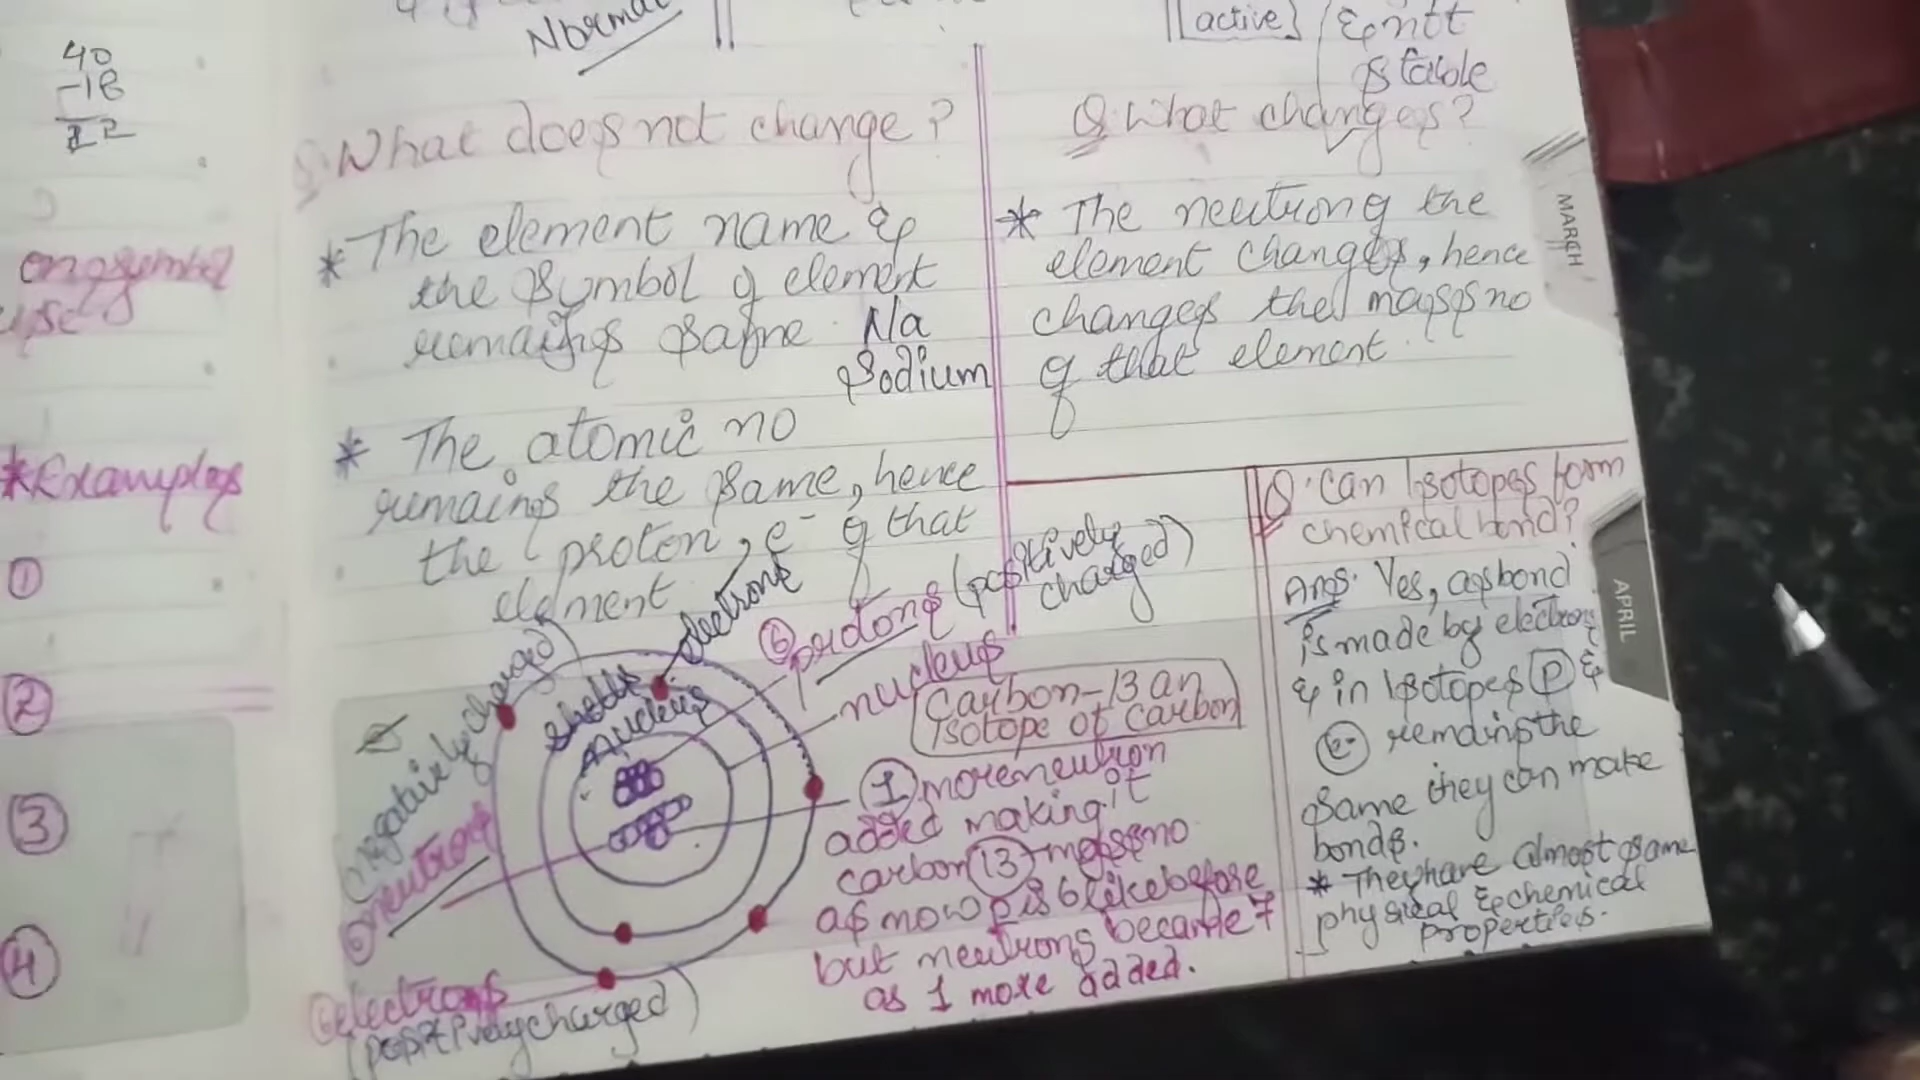 40
-18
22
Normal
active
& not
stable
Q What does not change?
Q What changes?
* The element name &
the symbol of element
remains same Na
Sodium
* The atomic no
remains the same, hence
the proton, e- of that
element
* The neutron of the
element changes, hence
changes the mass no
of that element.
MARCH
APRIL
*Examples
1
2
3
4
Q. Can Isotopes form
chemical bond?
Ans. Yes, as bond
is made by electrons
& in Isotopes P &
e- remains the
same they can make
bonds.
* They have almost same
physical & chemical
properties.
electrons
6 protons (positively
charged)
nucleus
shells
nucleus
negatively charged
6 neutrons
6 electrons
(positively charged)
Carbon-13 an
isotope of Carbon
1 more neutron
added making it
carbon 13 mass no
as now P is 6 like before
but neutrons became 7
as 1 more added.